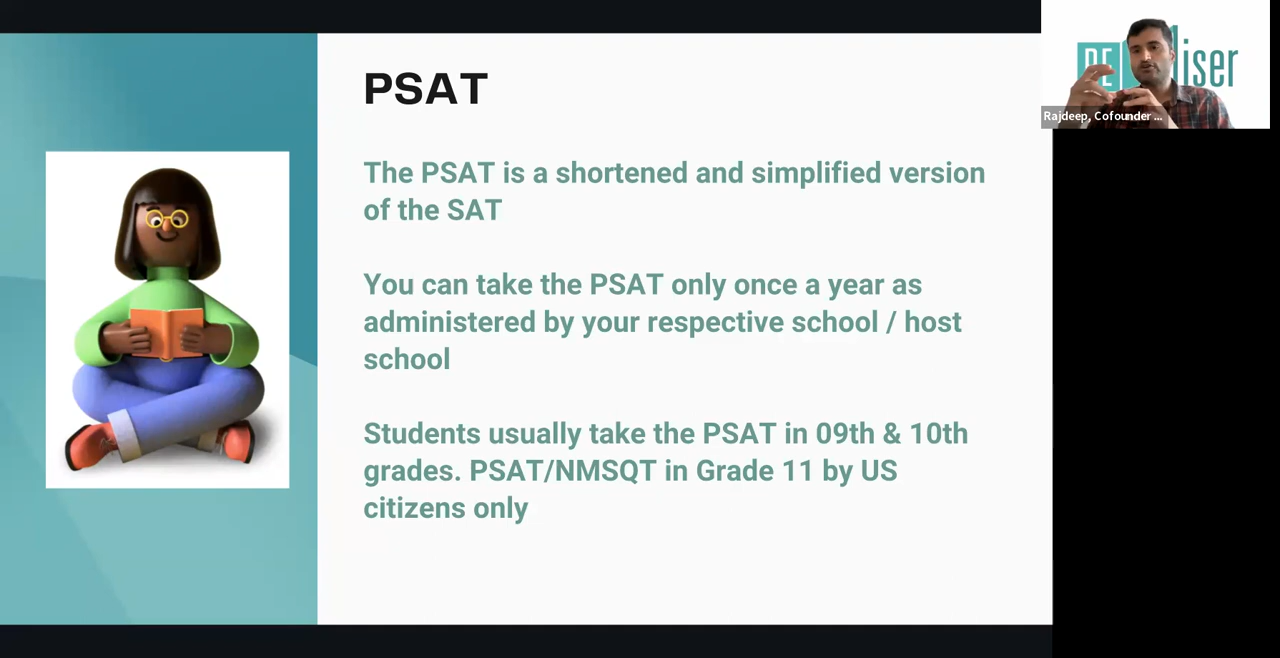 PSAT
The PSAT is a shortened and simplified version
of the SAT
You can take the PSAT only once a year as
administered by your respective school / host
school
Students usually take the PSAT in 09th & 10th
grades. PSAT/NMSQT in Grade 11 by US
citizens only
iser
Rajdeep, Cofounder ...